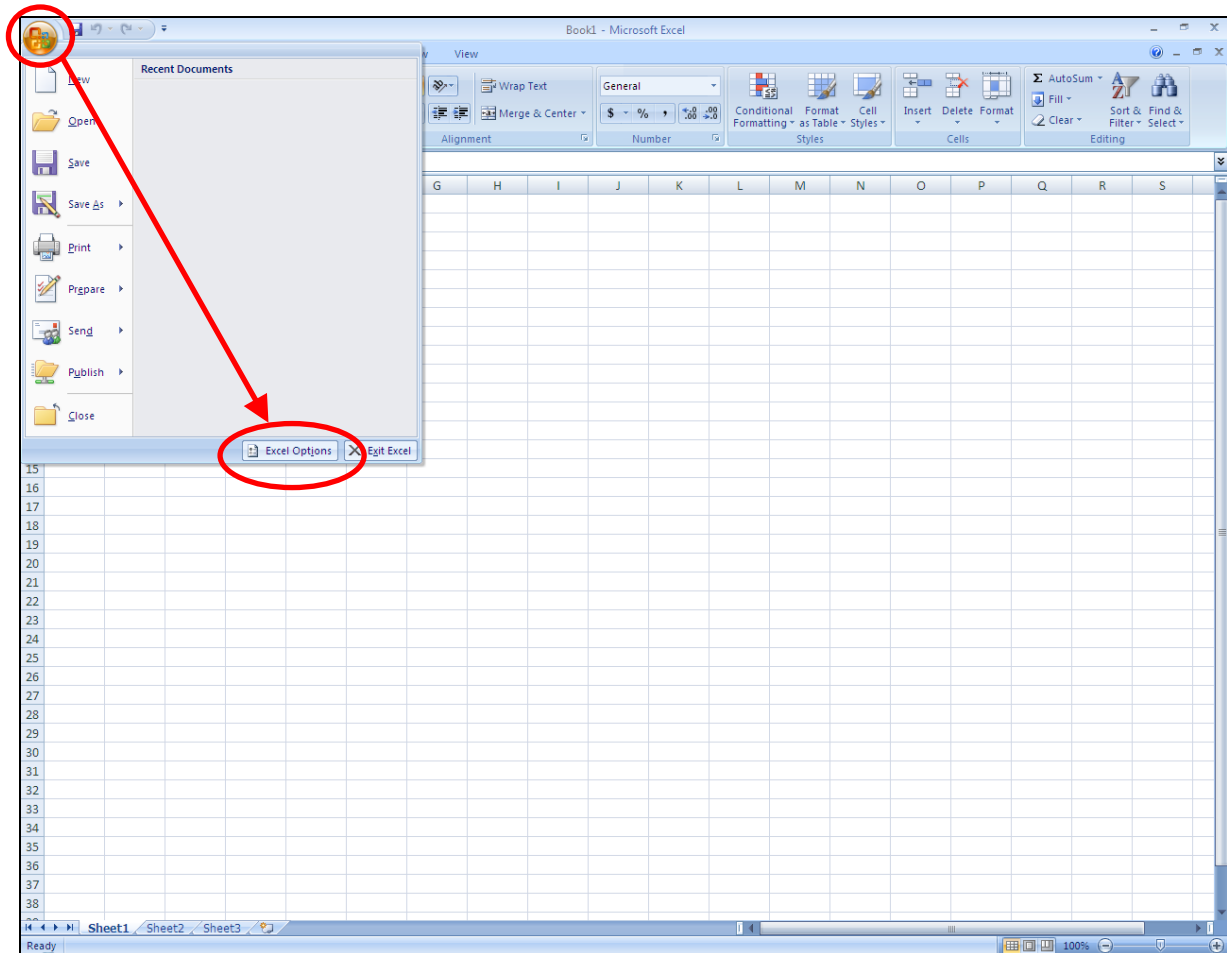 Book1 - Microsoft Excel
View
New
Open
Save
Save As
Print
Prepare
Send
Publish
Close
Recent Documents
Excel Options
Exit Excel
Wrap Text
Merge & Center
Alignment
General
$ % , .00
Number
Conditional Formatting
Format as Table
Cell Styles
Styles
Insert
Delete
Format
Cells
Σ AutoSum
Fill
Clear
Sort & Filter
Find & Select
Editing
G H I J K L M N O P Q R S
15
16
17
18
19
20
21
22
23
24
25
26
27
28
29
30
31
32
33
34
35
36
37
38
Sheet1 Sheet2 Sheet3
Ready
100%